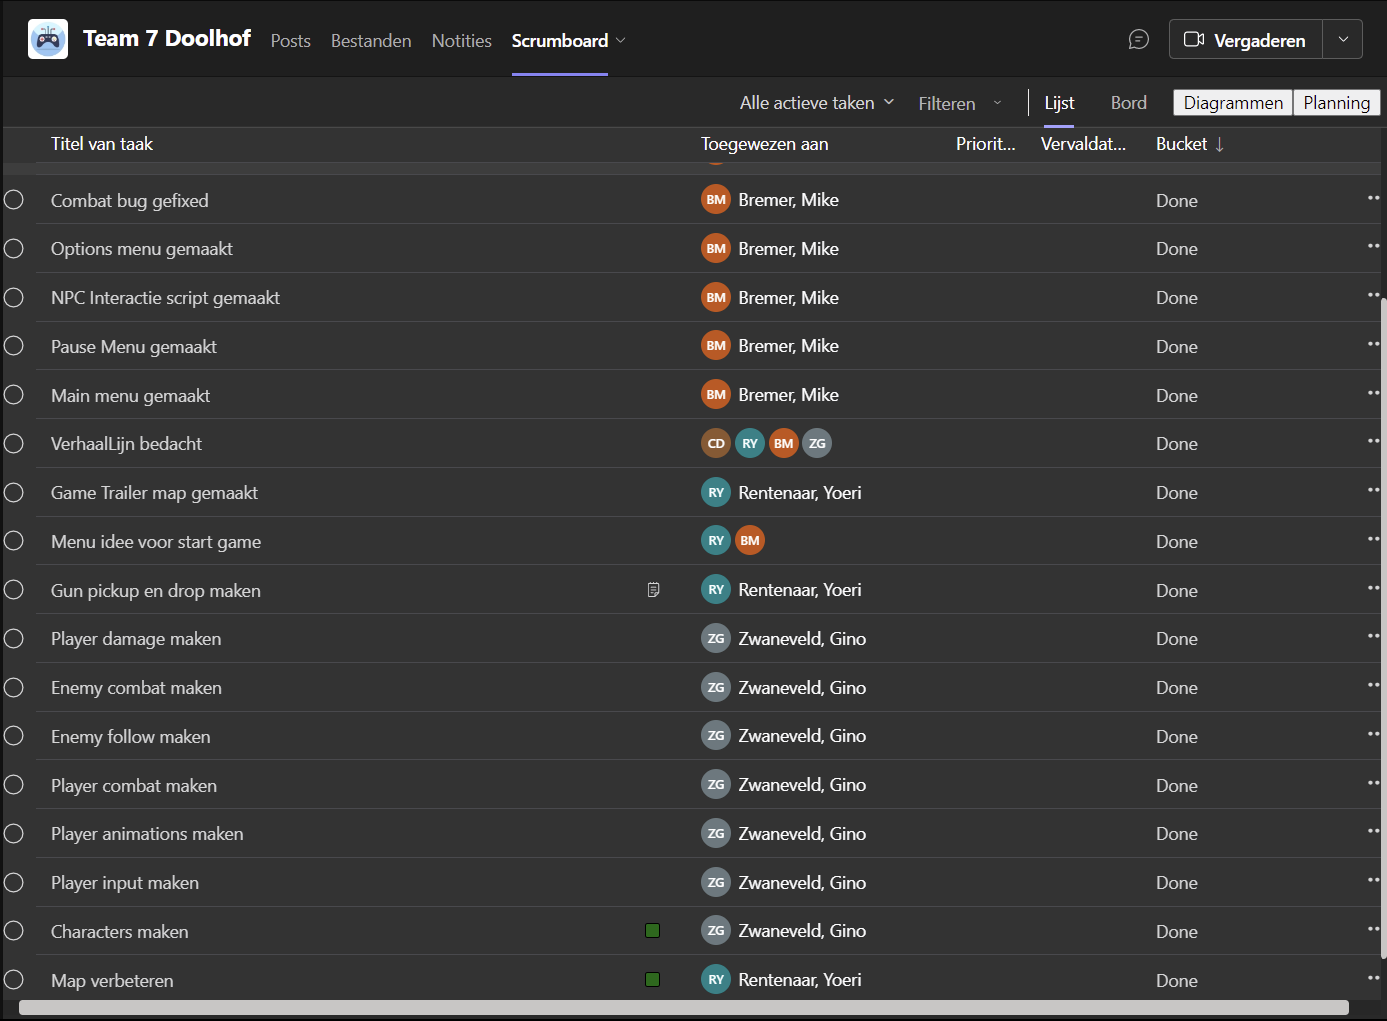 Team 7 Doolhof Posts Bestanden Notities Scrumboard Vergaderen
Alle actieve taken Filteren Lijst Bord Diagrammen Planning
Titel van taak Toegewezen aan Priorit... Vervaldat... Bucket ↓
Combat bug gefixed BM Bremer, Mike Done
Options menu gemaakt BM Bremer, Mike Done
NPC Interactie script gemaakt BM Bremer, Mike Done
Pause Menu gemaakt BM Bremer, Mike Done
Main menu gemaakt BM Bremer, Mike Done
VerhaalLijn bedacht CD RY BM ZG Done
Game Trailer map gemaakt RY Rentenaar, Yoeri Done
Menu idee voor start game RY BM Done
Gun pickup en drop maken RY Rentenaar, Yoeri Done
Player damage maken ZG Zwaneveld, Gino Done
Enemy combat maken ZG Zwaneveld, Gino Done
Enemy follow maken ZG Zwaneveld, Gino Done
Player combat maken ZG Zwaneveld, Gino Done
Player animations maken ZG Zwaneveld, Gino Done
Player input maken ZG Zwaneveld, Gino Done
Characters maken ZG Zwaneveld, Gino Done
Map verbeteren RY Rentenaar, Yoeri Done